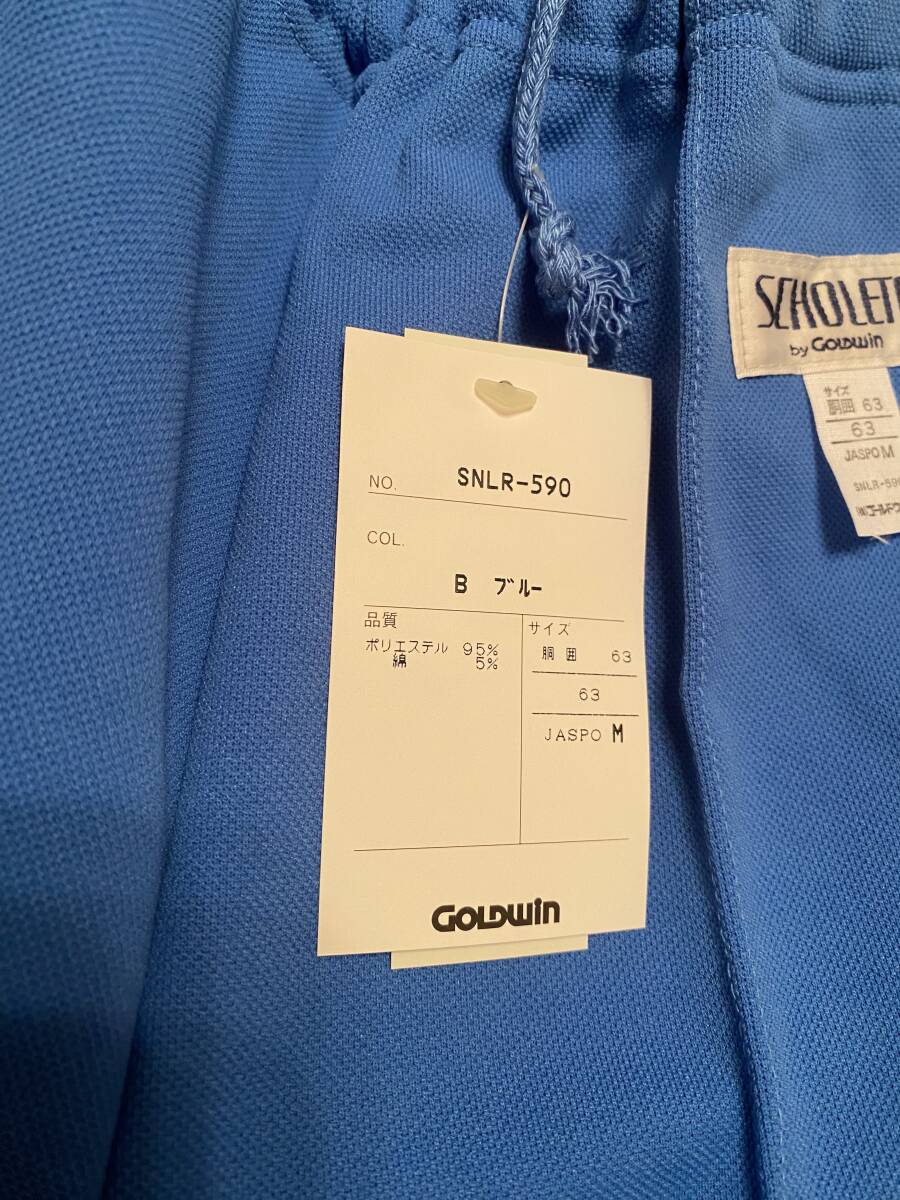 NO. SNLR-590
COL.
B ブルー
品質
ポリエステル 95%
綿 5%
サイズ
胴囲 63
63
JASPO M
GOLDWIN
by GOLDWIN
サイズ
胴囲 63
63
JASPO M